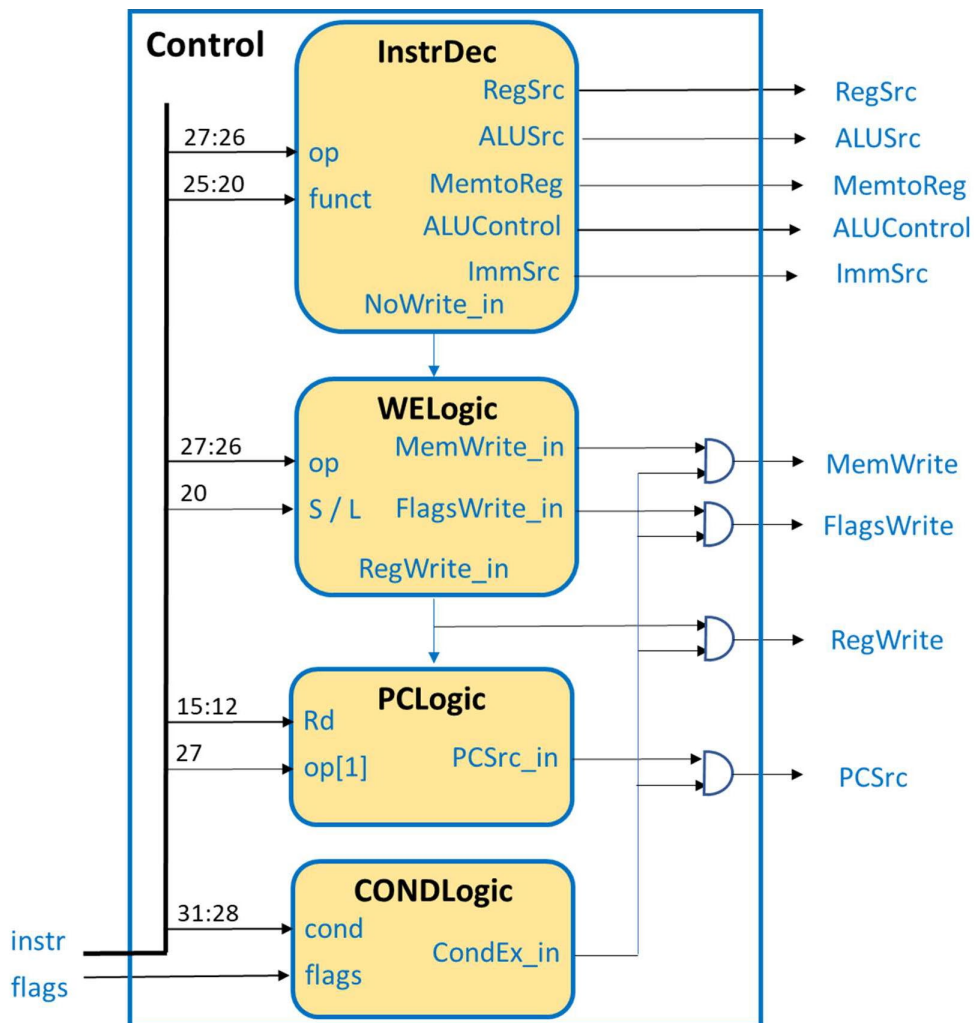 Control
InstrDec
RegSrc
RegSrc
27:26
op
ALUSrc
ALUSrc
25:20
funct
MemtoReg
MemtoReg
ALUControl
ALUControl
ImmSrc
ImmSrc
NoWrite_in
WELogic
27:26
op
MemWrite_in
MemWrite
20
S / L
FlagsWrite_in
FlagsWrite
RegWrite_in
RegWrite
PCLogic
15:12
Rd
27
op[1]
PCSrc_in
PCSrc
CONDLogic
31:28
cond
instr
CondEx_in
flags
flags